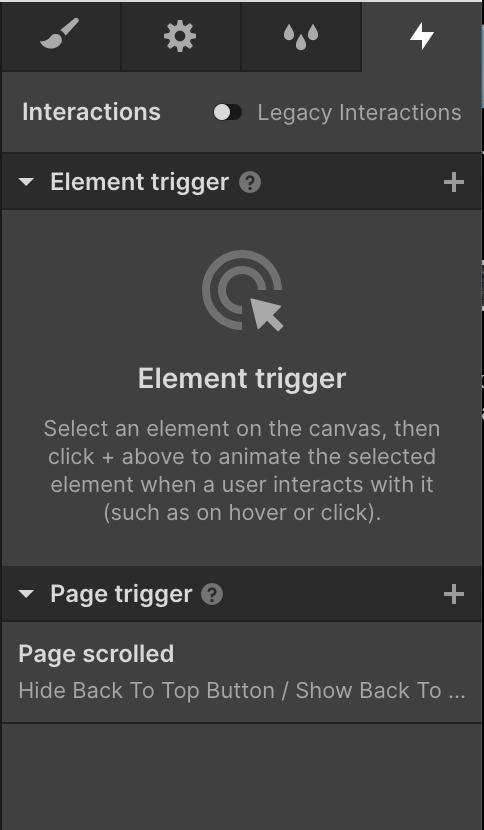 Interactions Legacy Interactions
Element trigger ? +
Element trigger
Select an element on the canvas, then
click + above to animate the selected
element when a user interacts with it
(such as on hover or click).
Page trigger ? +
Page scrolled
Hide Back To Top Button / Show Back To ...